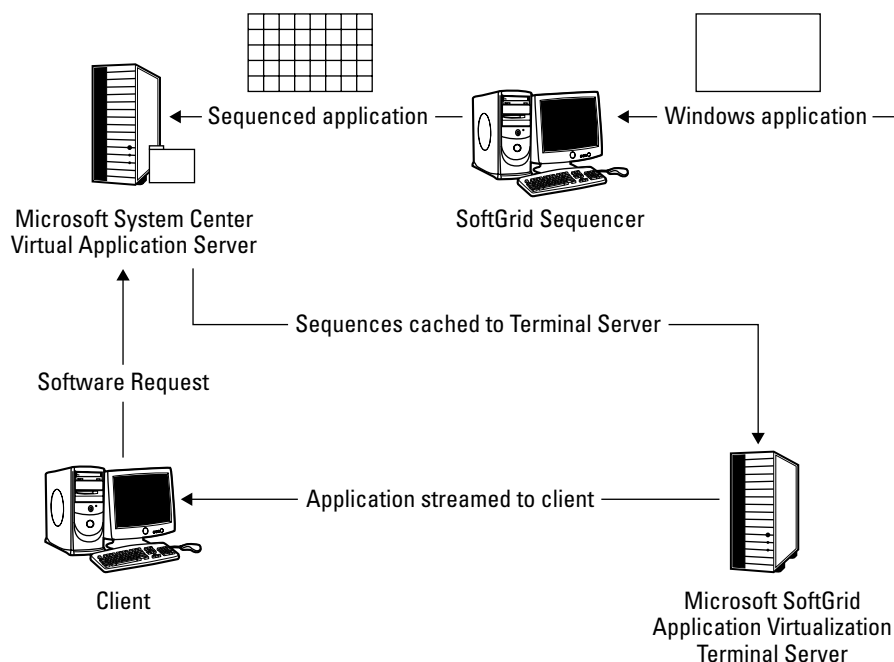 Sequenced application
Windows application
Microsoft System Center
Virtual Application Server
SoftGrid Sequencer
Sequences cached to Terminal Server
Software Request
Application streamed to client
Client
Microsoft SoftGrid
Application Virtualization
Terminal Server